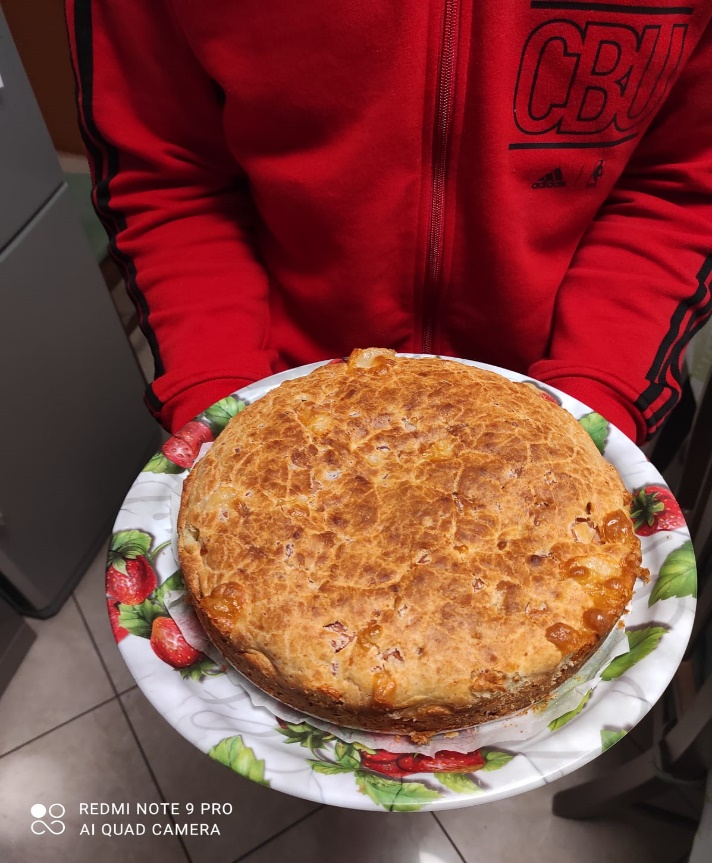 CBU
adidas
REDMI NOTE 9 PRO
AI QUAD CAMERA